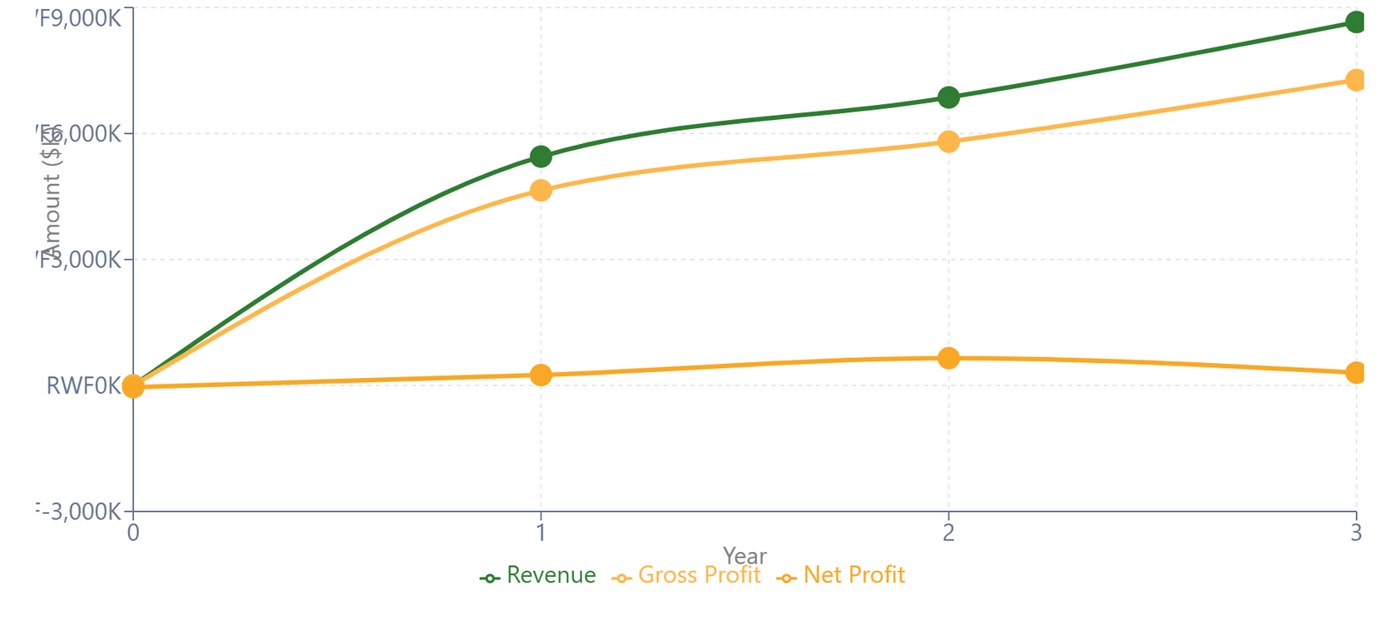 F9,000K
F6,000K
F3,000K
RWF0K
-3,000K
Amount ($K)
0 1 2 3
Year
Revenue Gross Profit Net Profit